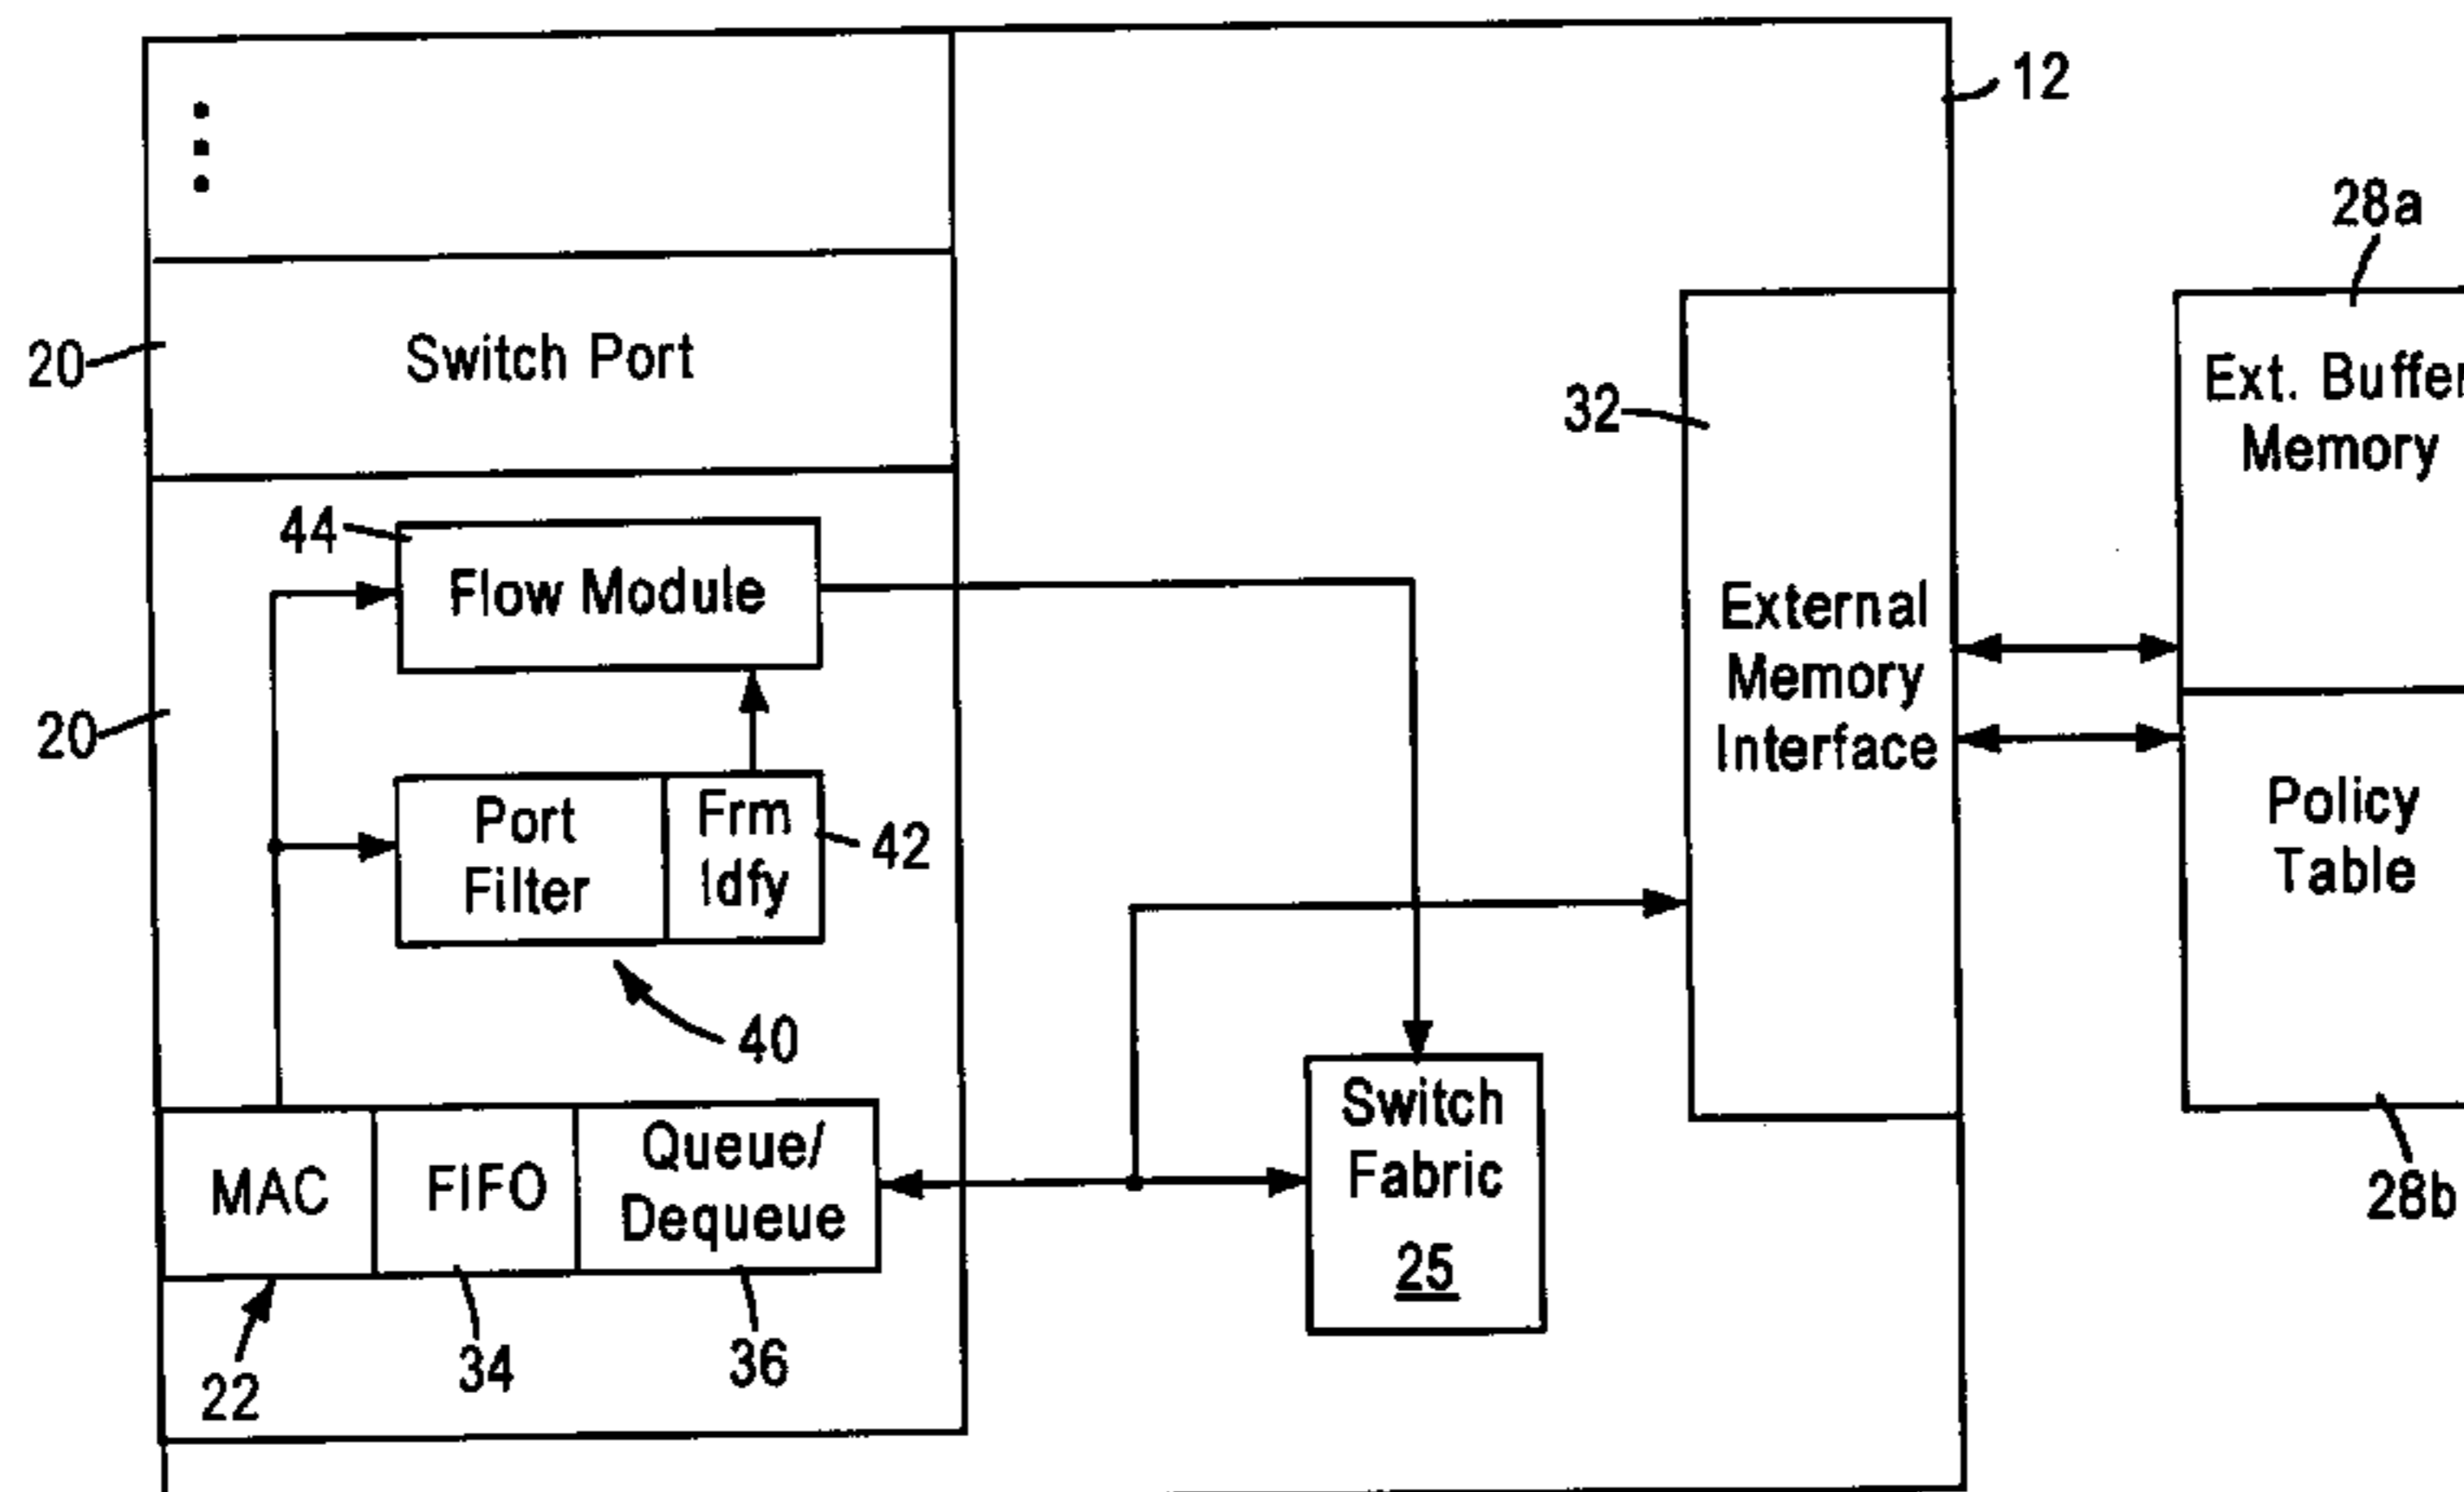 12
28a
20
Switch Port
Ext. Buffer
Memory
32
44
Flow Module
External
Memory
Interface
20
Port
Filter
Frm
Idfy
42
Policy
Table
40
Switch
Fabric
25
MAC
FIFO
Queue/
Dequeue
28b
22
34
36